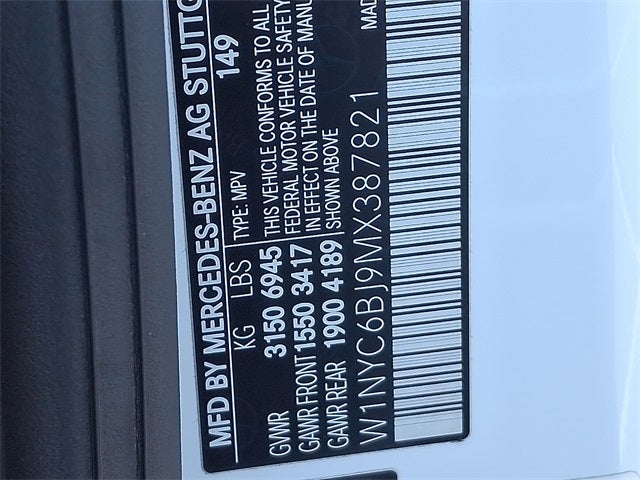 MFD BY MERCEDES-BENZ AG STUTTG
149
KG LBS TYPE: MPV
GVWR 3150 6945 THIS VEHICLE CONFORMS TO ALL
GAWR FRONT 1550 3417 FEDERAL MOTOR VEHICLE SAFETY
GAWR REAR 1900 4189 IN EFFECT ON THE DATE OF MANU
SHOWN ABOVE
W1NYC6BJ9MX387821 MAD